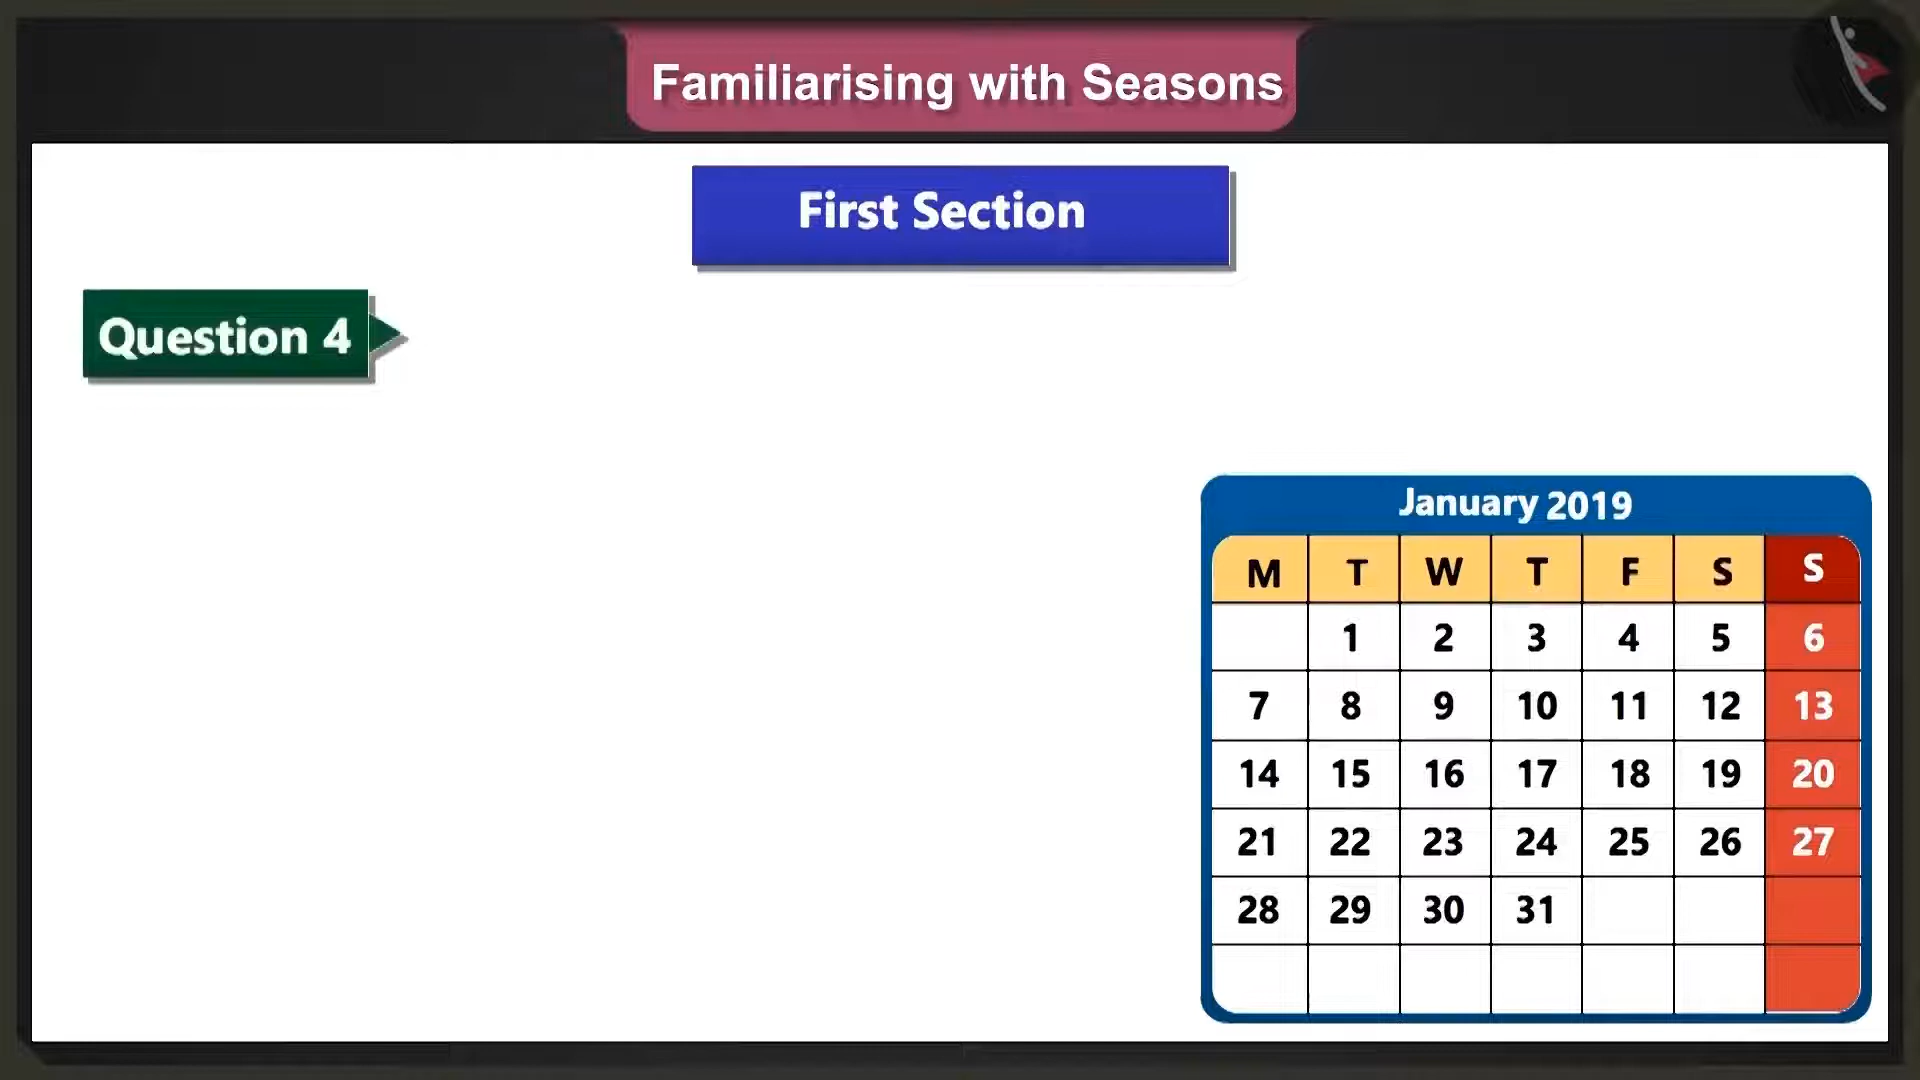 Familiarising with Seasons
First Section
Question 4
January 2019
M T W T F S S
1 2 3 4 5 6
7 8 9 10 11 12 13
14 15 16 17 18 19 20
21 22 23 24 25 26 27
28 29 30 31